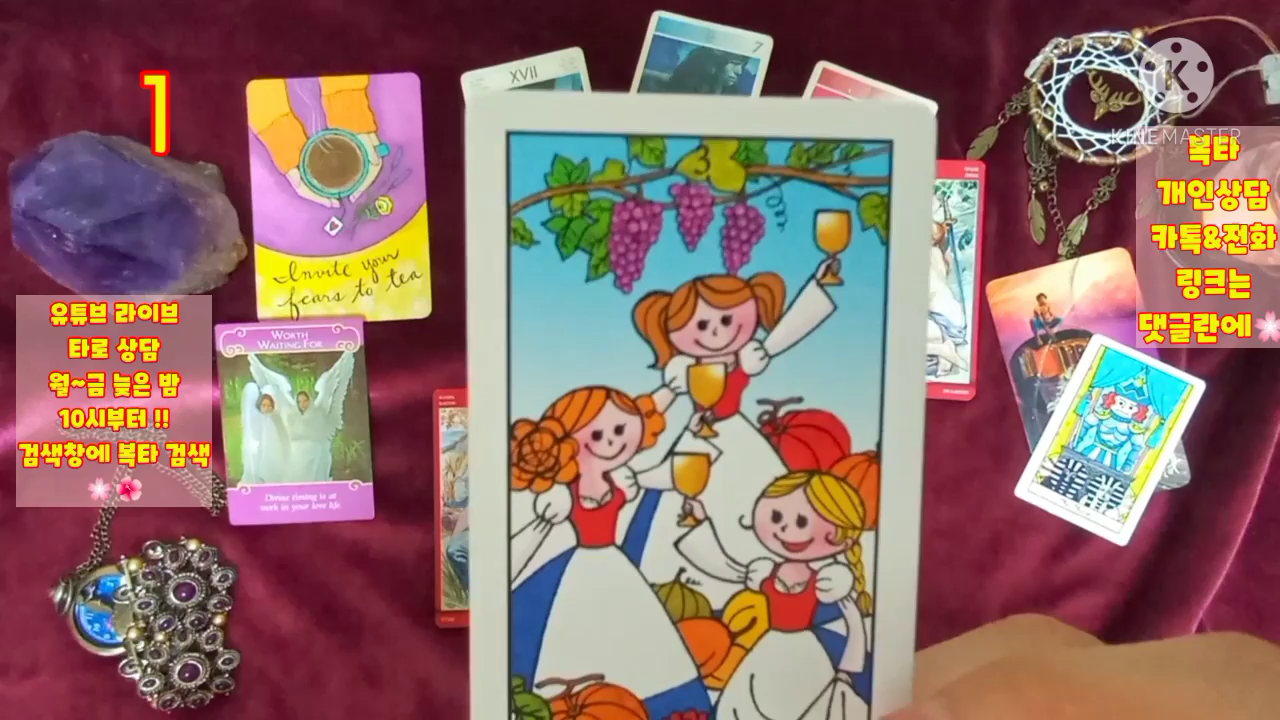 1
XVII
7
KINEMASTER
Invite your
fears to tea
WORTH
WAITING FOR
Divine timing is at
work in your love life.
유튜브 라이브
타로 상담
월~금 늦은 밤
10시부터 !!
검색창에 복타 검색
🌸🌺
복타
개인상담
카톡&전화
링크는
댓글란에🌸